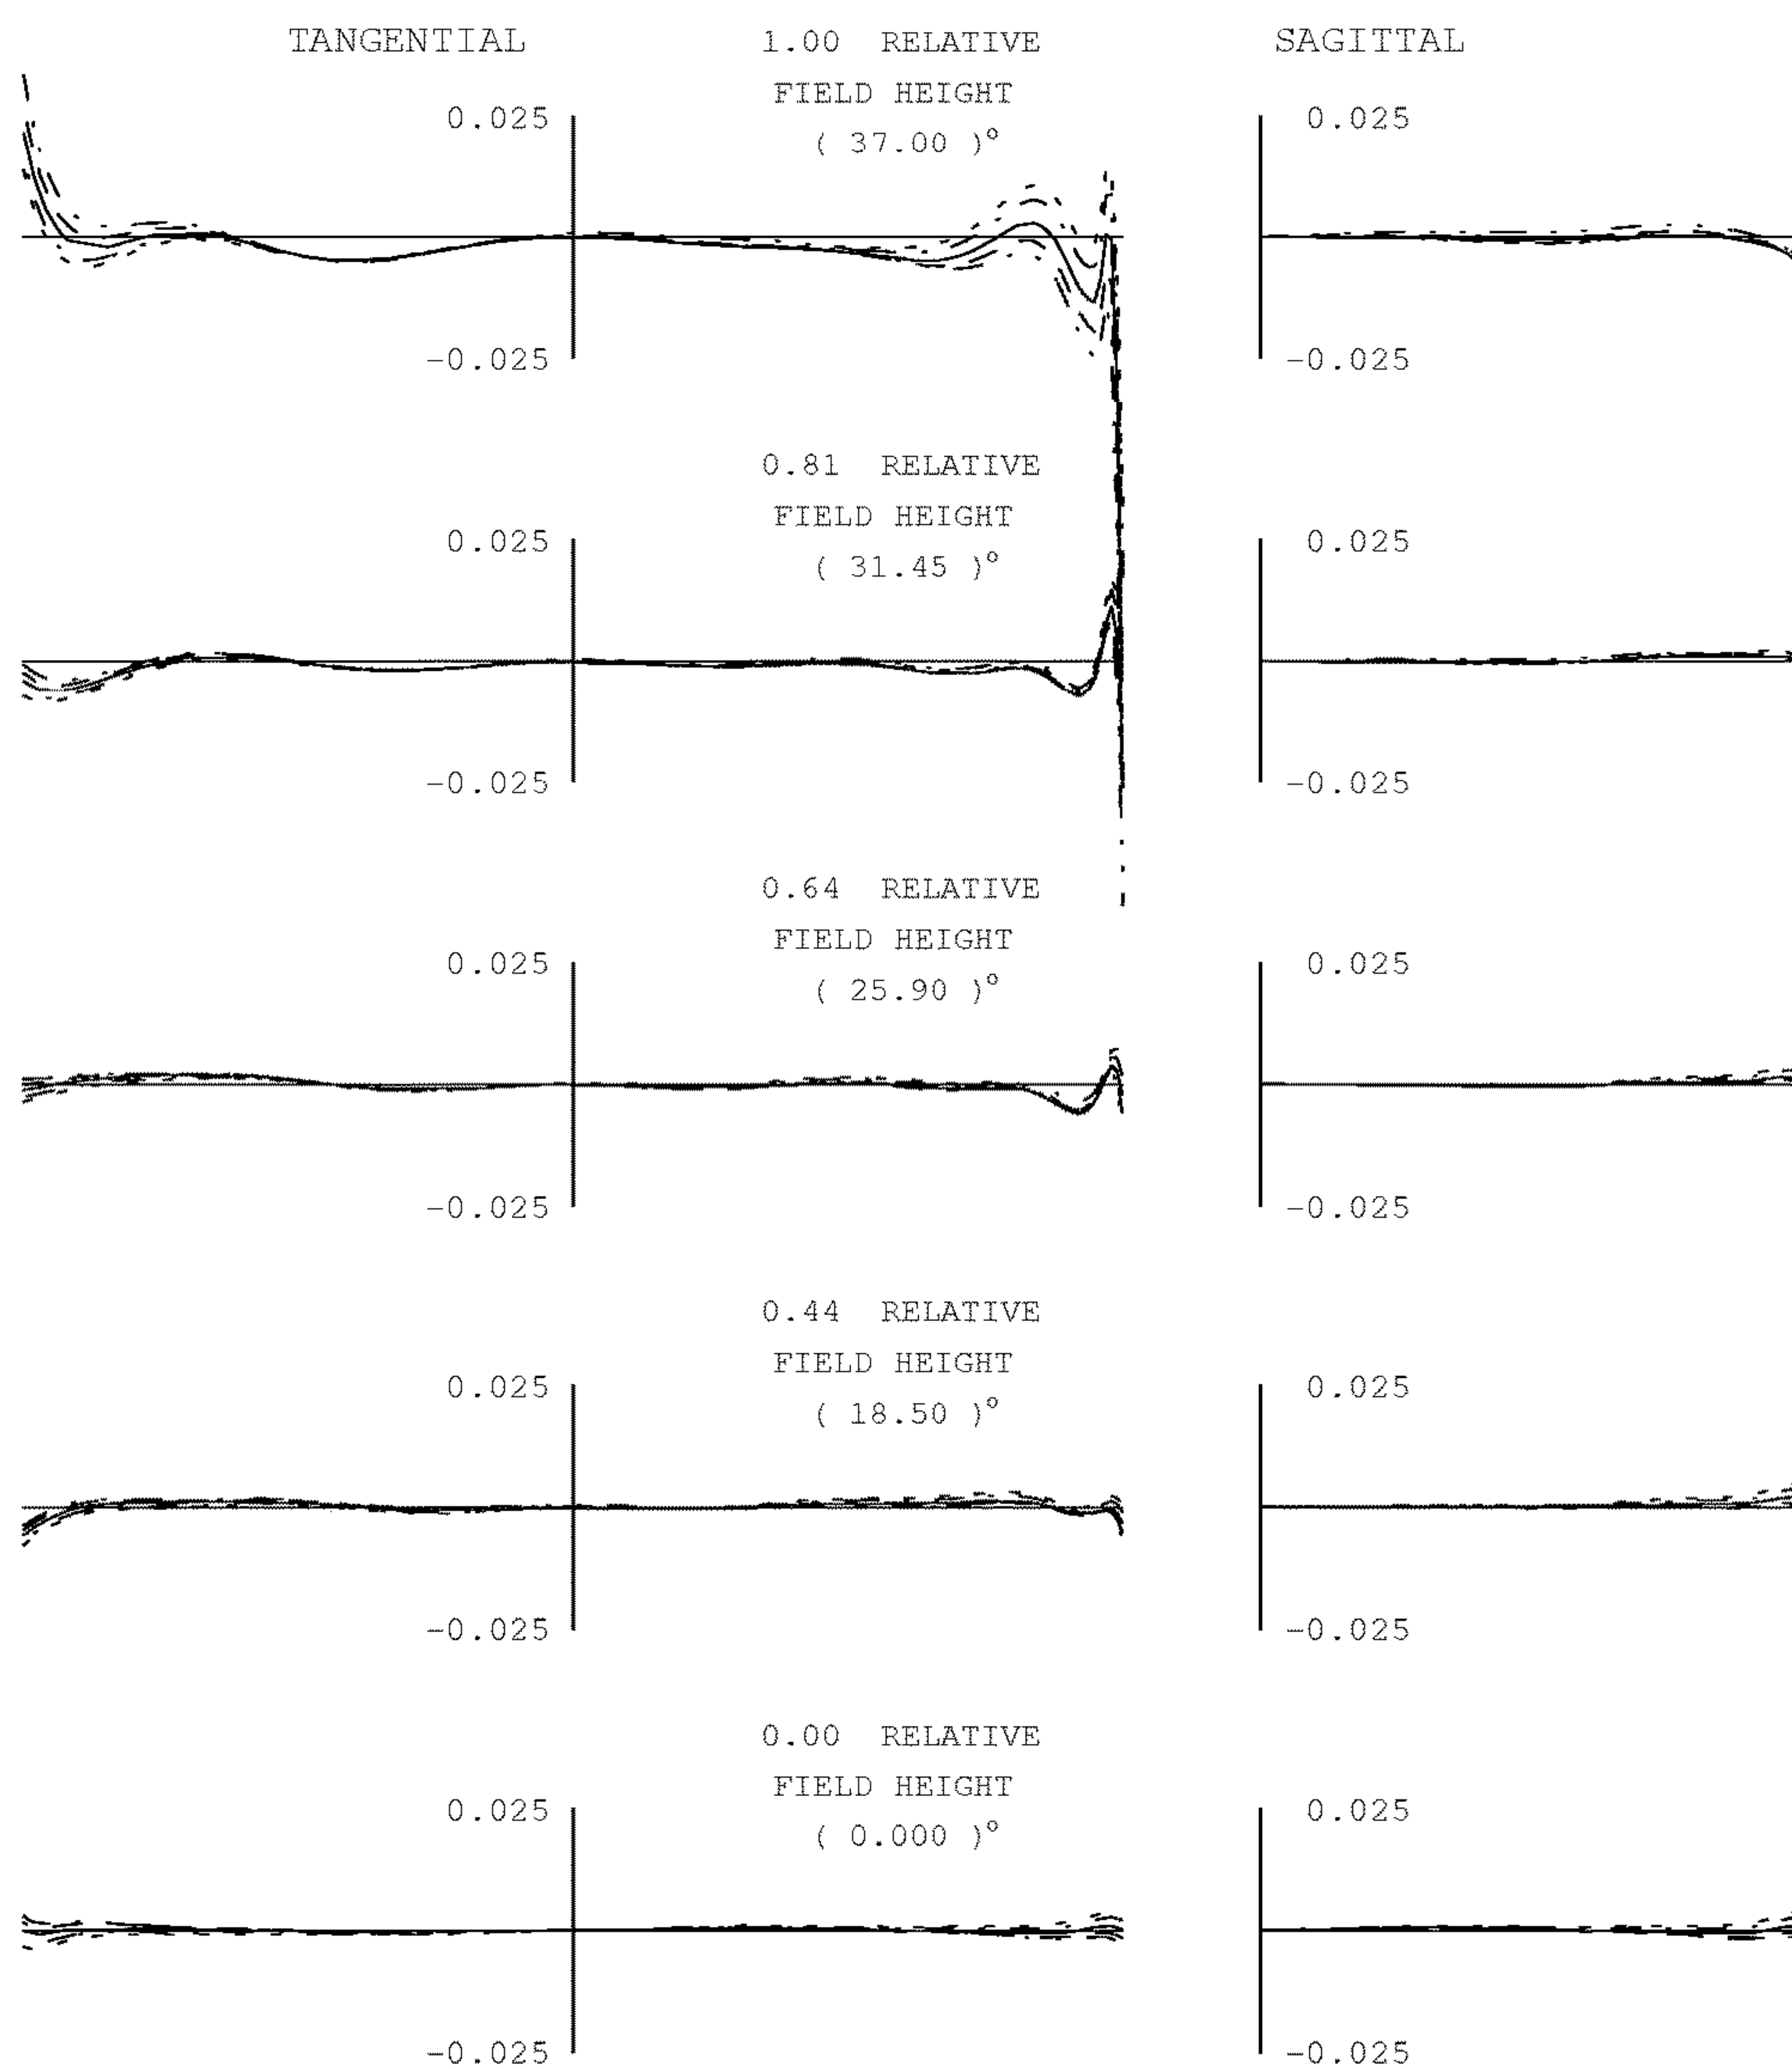 TANGENTIAL 1.00 RELATIVE SAGITTAL
FIELD HEIGHT
0.025 0.025
( 37.00 )°
-0.025 -0.025
0.81 RELATIVE
FIELD HEIGHT
0.025 0.025
( 31.45 )°
-0.025 -0.025
0.64 RELATIVE
FIELD HEIGHT
0.025 0.025
( 25.90 )°
-0.025 -0.025
0.44 RELATIVE
FIELD HEIGHT
0.025 0.025
( 18.50 )°
-0.025 -0.025
0.00 RELATIVE
FIELD HEIGHT
0.025 0.025
( 0.000 )°
-0.025 -0.025